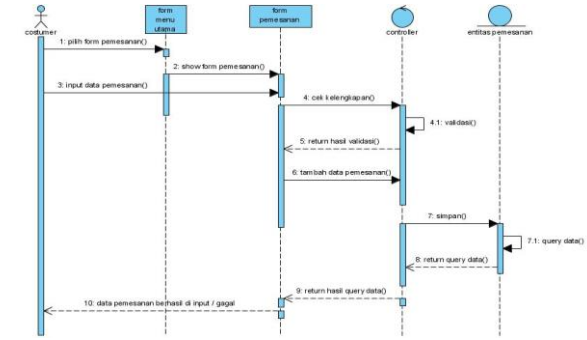 form
menu
utama
form
pemesanan
costumer
controller
entitas pemesanan
1: pilih form pemesanan()
2: show form pemesanan()
3: input data pemesanan()
4: cek kelengkapan()
4.1: validasi()
5: return hasil validasi()
6: tambah data pemesanan()
7: simpan()
7.1: query data()
8: return query data()
9: return hasil query data()
10: data pemesanan berhasil di input / gagal